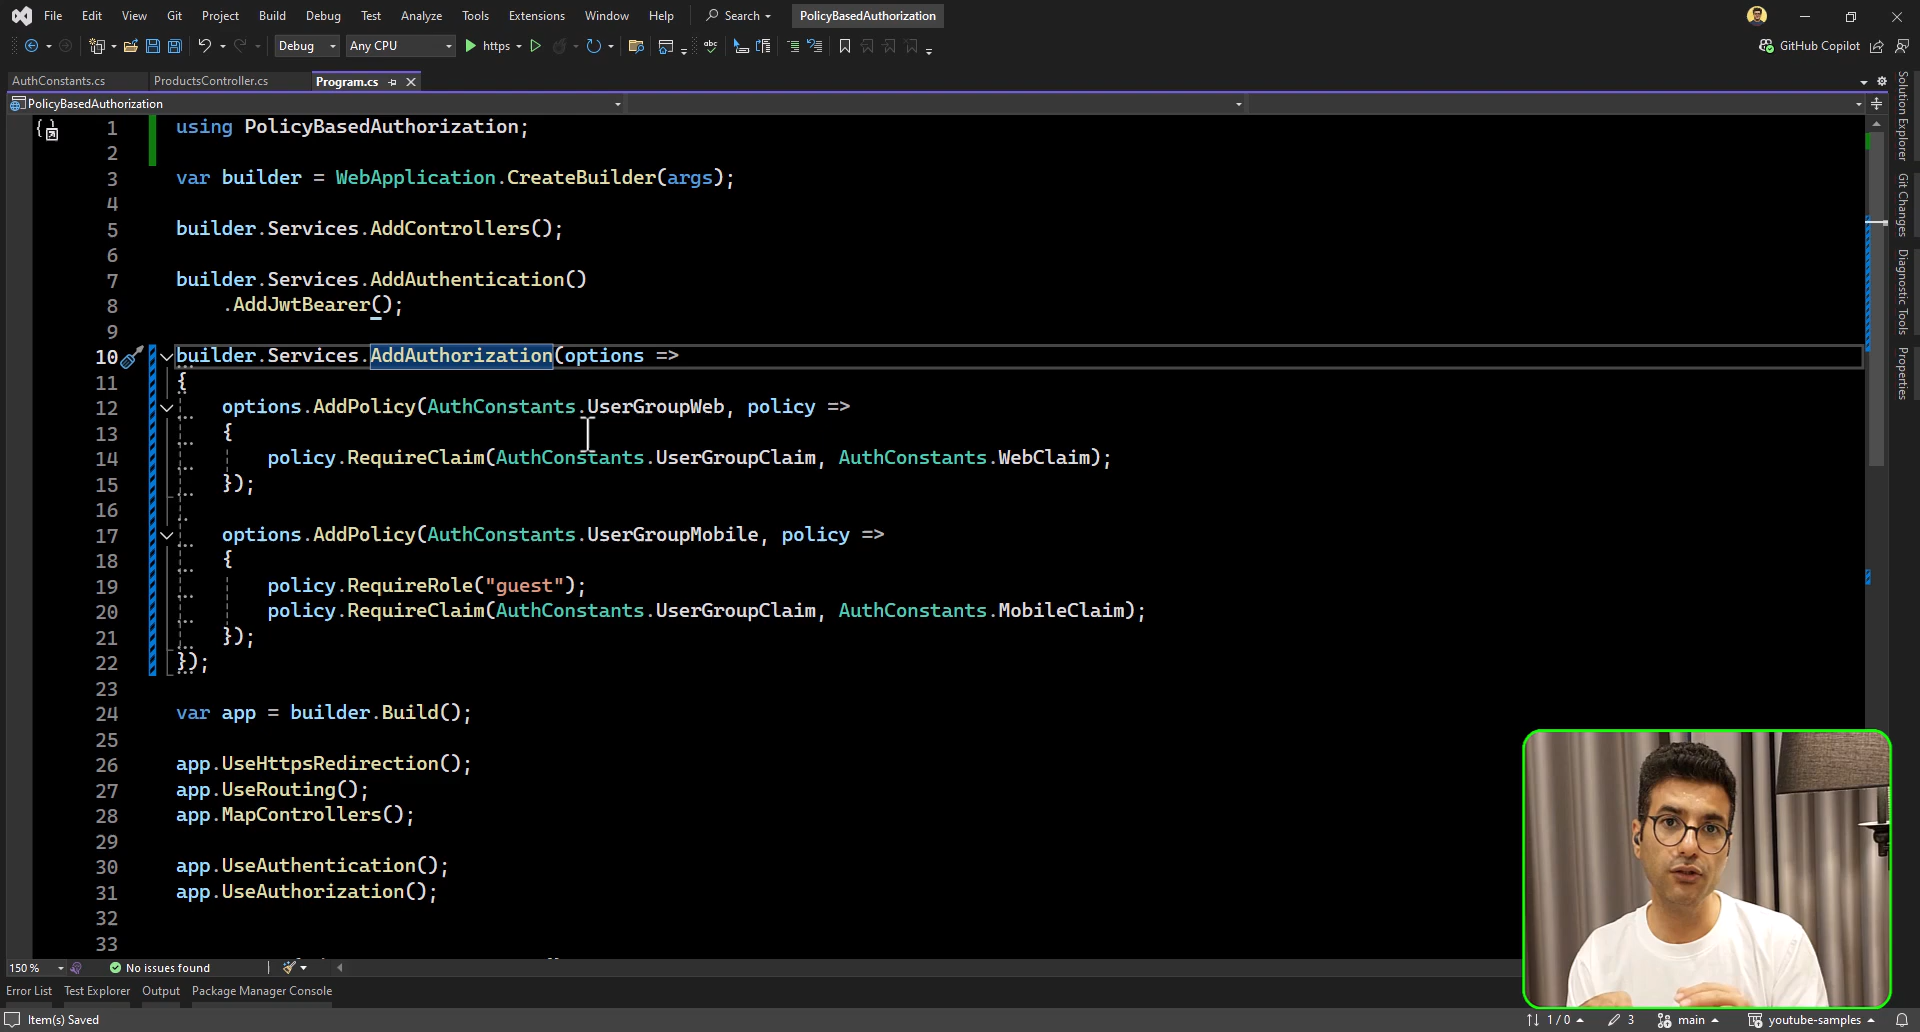 File Edit View Git Project Build Debug Test Analyze Tools Extensions Window Help Search PolicyBasedAuthorization
Debug Any CPU https GitHub Copilot
AuthConstants.cs ProductsController.cs Program.cs
PolicyBasedAuthorization
1 using PolicyBasedAuthorization;
2
3 var builder = WebApplication.CreateBuilder(args);
4
5 builder.Services.AddControllers();
6
7 builder.Services.AddAuthentication()
8 .AddJwtBearer();
9
10 builder.Services.AddAuthorization(options =>
11 {
12 options.AddPolicy(AuthConstants.UserGroupWeb, policy =>
13 {
14 policy.RequireClaim(AuthConstants.UserGroupClaim, AuthConstants.WebClaim);
15 });
16
17 options.AddPolicy(AuthConstants.UserGroupMobile, policy =>
18 {
19 policy.RequireRole("guest");
20 policy.RequireClaim(AuthConstants.UserGroupClaim, AuthConstants.MobileClaim);
21 });
22 });
23
24 var app = builder.Build();
25
26 app.UseHttpsRedirection();
27 app.UseRouting();
28 app.MapControllers();
29
30 app.UseAuthentication();
31 app.UseAuthorization();
32
33
Solution Explorer
Git Changes
Diagnostic Tools
Properties
150 % No issues found
Error List Test Explorer Output Package Manager Console
Item(s) Saved 1 / 0 3 main youtube-samples